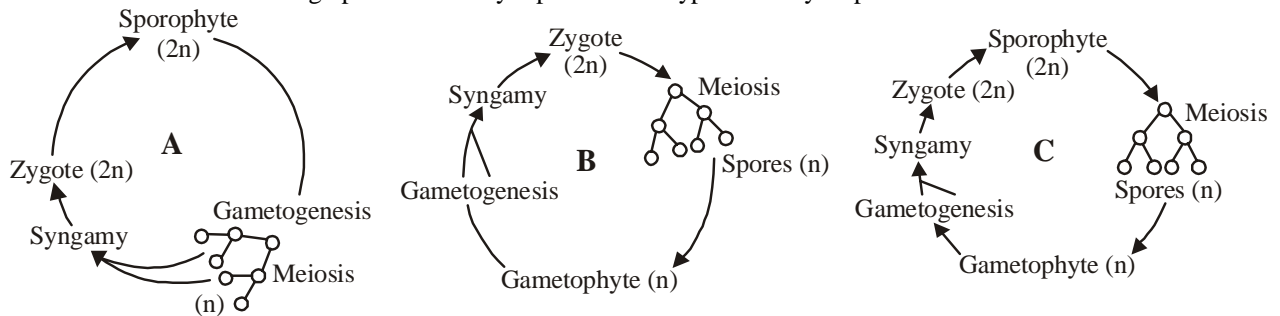 Sporophyte
(2n)
Zygote (2n)
A
Syngamy
Gametogenesis
Meiosis
(n)
Zygote
(2n)
Syngamy
Meiosis
B
Gametogenesis
Spores (n)
Gametophyte (n)
Sporophyte
(2n)
Zygote (2n)
Meiosis
Syngamy
C
Spores (n)
Gametogenesis
Gametophyte (n)